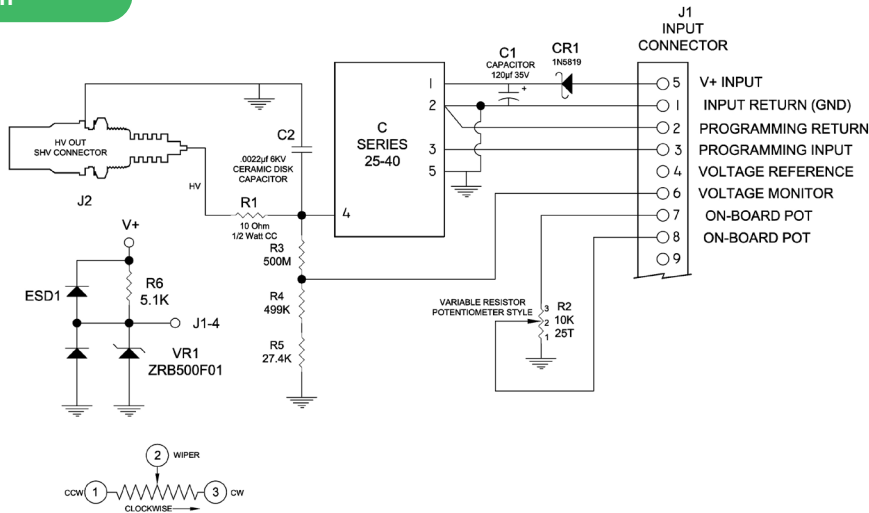 J1
INPUT
CONNECTOR
C1
CAPACITOR
120µf 35V
+
CR1
1N5819
1
2
3
5
4
C
SERIES
25-40
5 V+ INPUT
1 INPUT RETURN (GND)
2 PROGRAMMING RETURN
3 PROGRAMMING INPUT
4 VOLTAGE REFERENCE
6 VOLTAGE MONITOR
7 ON-BOARD POT
8 ON-BOARD POT
9
HV OUT
SHV CONNECTOR
J2
C2
.0022µf 6KV
CERAMIC DISK
CAPACITOR
HV
R1
10 Ohm
1/2 Watt CC
R3
500M
R4
499K
R5
27.4K
VARIABLE RESISTOR
POTENTIOMETER STYLE
3
2
1
R2
10K
25T
V+
ESD1
R6
5.1K
J1-4
VR1
ZRB500F01
2 WIPER
CCW 1
3 CW
CLOCKWISE